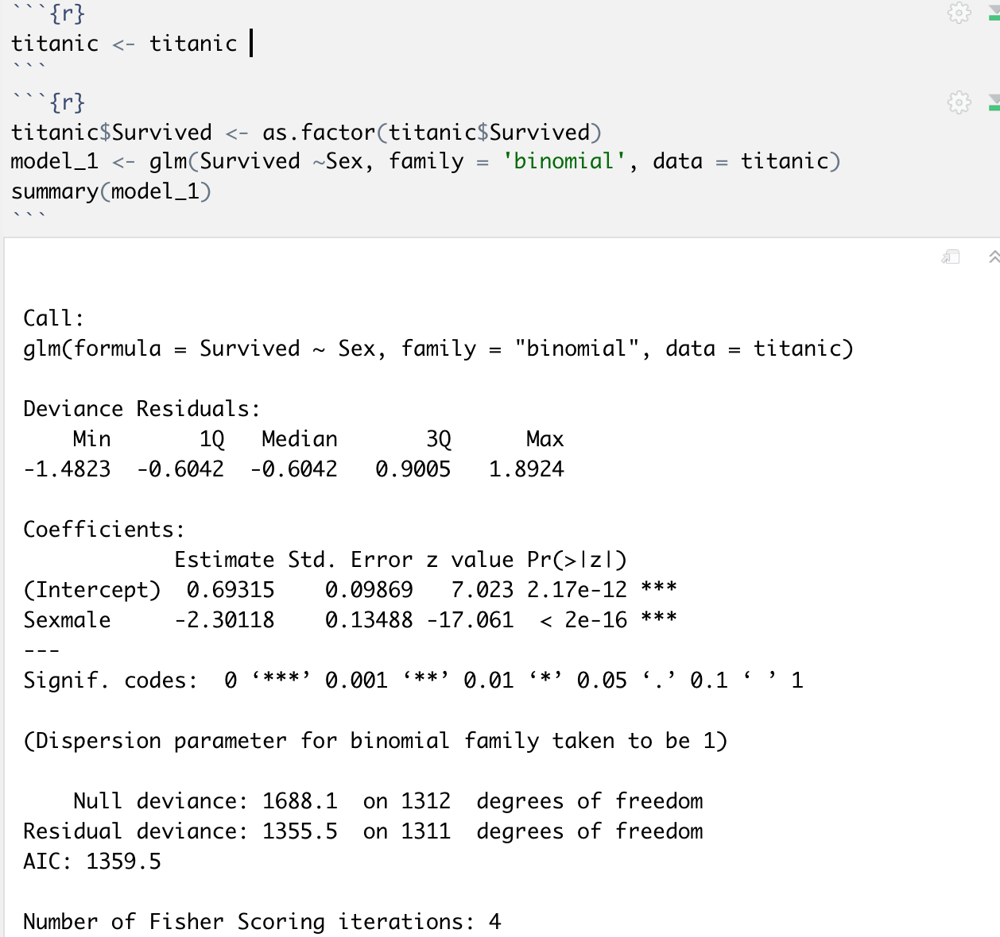 ```{r}
titanic <- titanic
```
```{r}
titanic$Survived <- as.factor(titanic$Survived)
model_1 <- glm(Survived ~Sex, family = 'binomial', data = titanic)
summary(model_1)
```
Call:
glm(formula = Survived ~ Sex, family = "binomial", data = titanic)
Deviance Residuals:
    Min       1Q   Median       3Q      Max
-1.4823  -0.6042  -0.6042   0.9005   1.8924
Coefficients:
            Estimate Std. Error z value Pr(>|z|)
(Intercept)  0.69315    0.09869   7.023 2.17e-12 ***
Sexmale     -2.30118    0.13488 -17.061  < 2e-16 ***
---
Signif. codes:  0 ‘***’ 0.001 ‘**’ 0.01 ‘*’ 0.05 ‘.’ 0.1 ‘ ’ 1
(Dispersion parameter for binomial family taken to be 1)
    Null deviance: 1688.1  on 1312  degrees of freedom
Residual deviance: 1355.5  on 1311  degrees of freedom
AIC: 1359.5
Number of Fisher Scoring iterations: 4